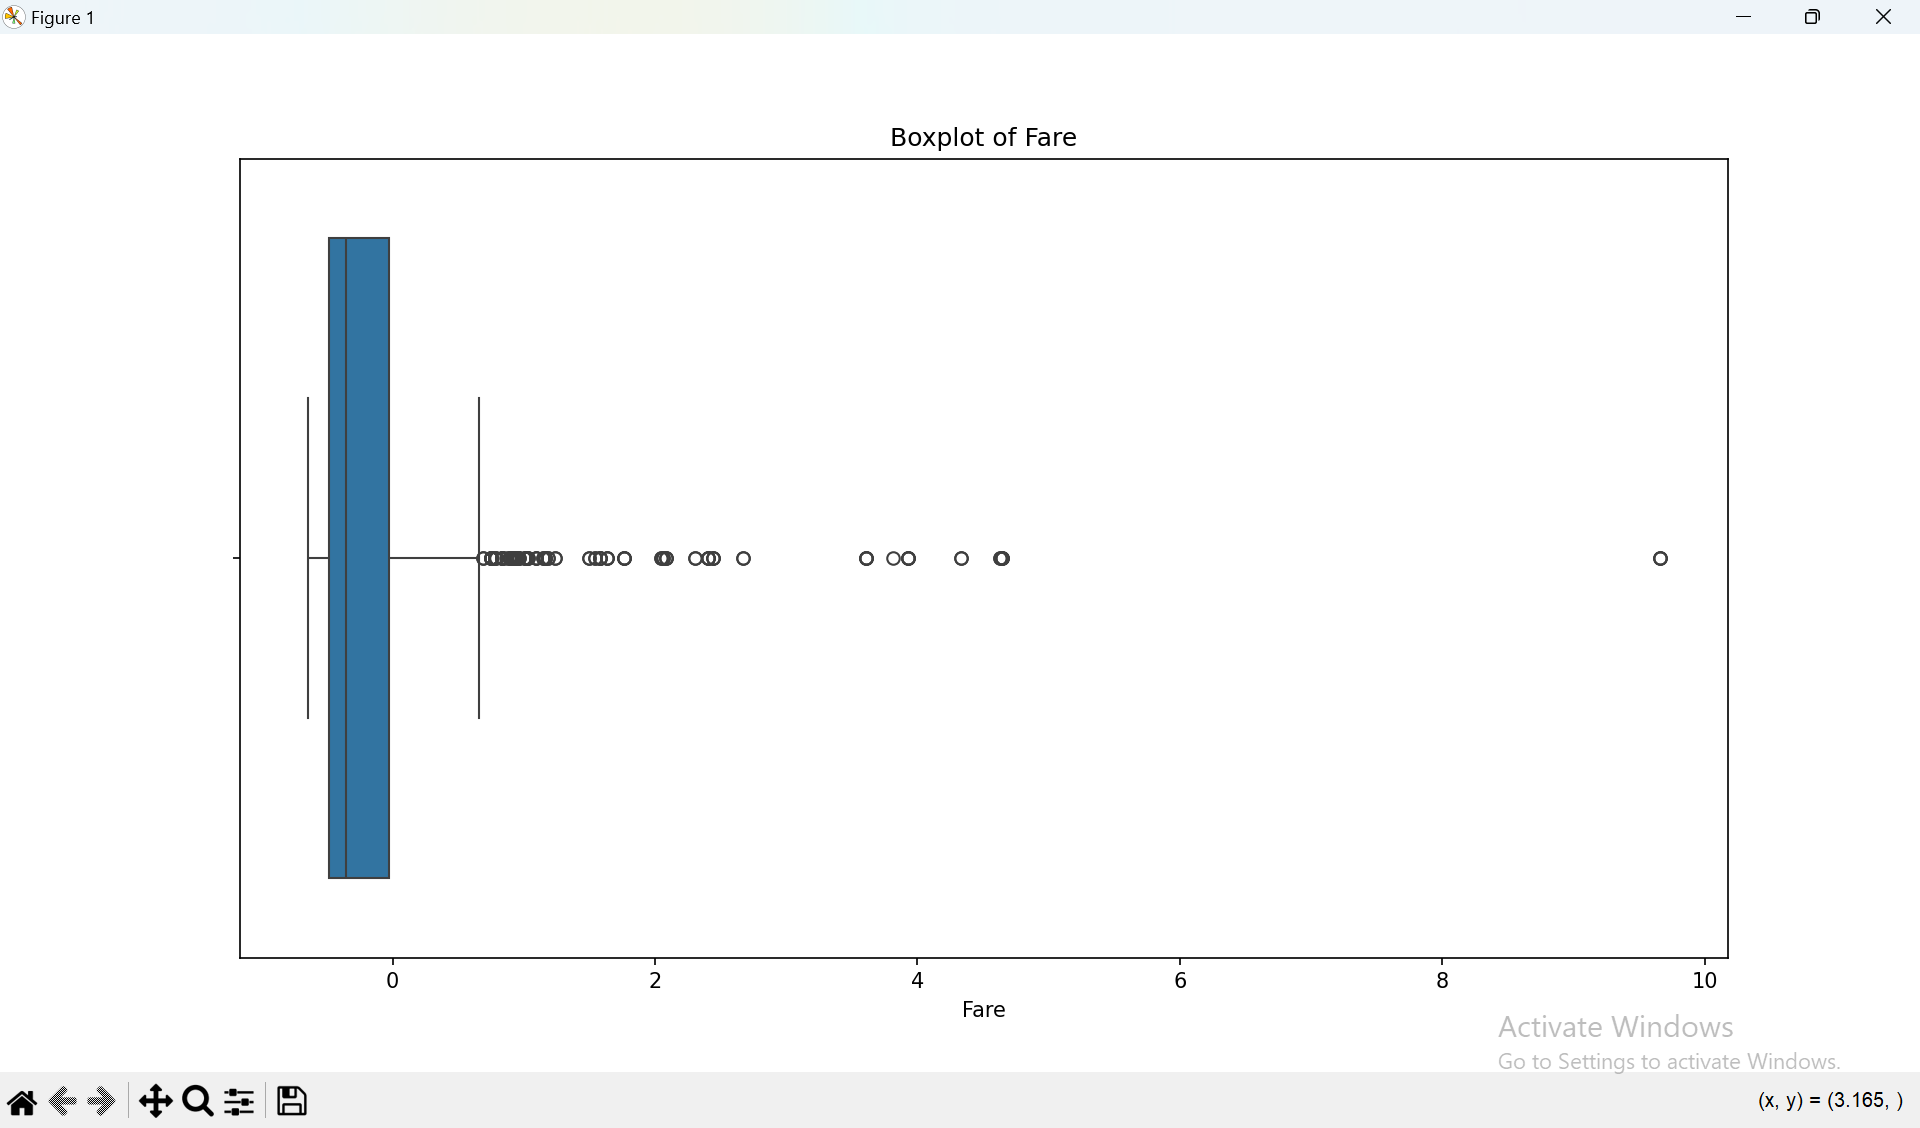 Figure 1
Boxplot of Fare
0 2 4 6 8 10
Fare
Activate Windows
Go to Settings to activate Windows.
(x, y) = (3.165, )